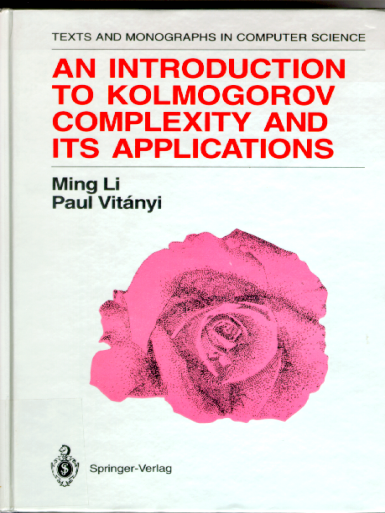 TEXTS AND MONOGRAPHS IN COMPUTER SCIENCE
AN INTRODUCTION
TO KOLMOGOROV
COMPLEXITY AND
ITS APPLICATIONS
Ming Li
Paul Vitányi
Springer-Verlag